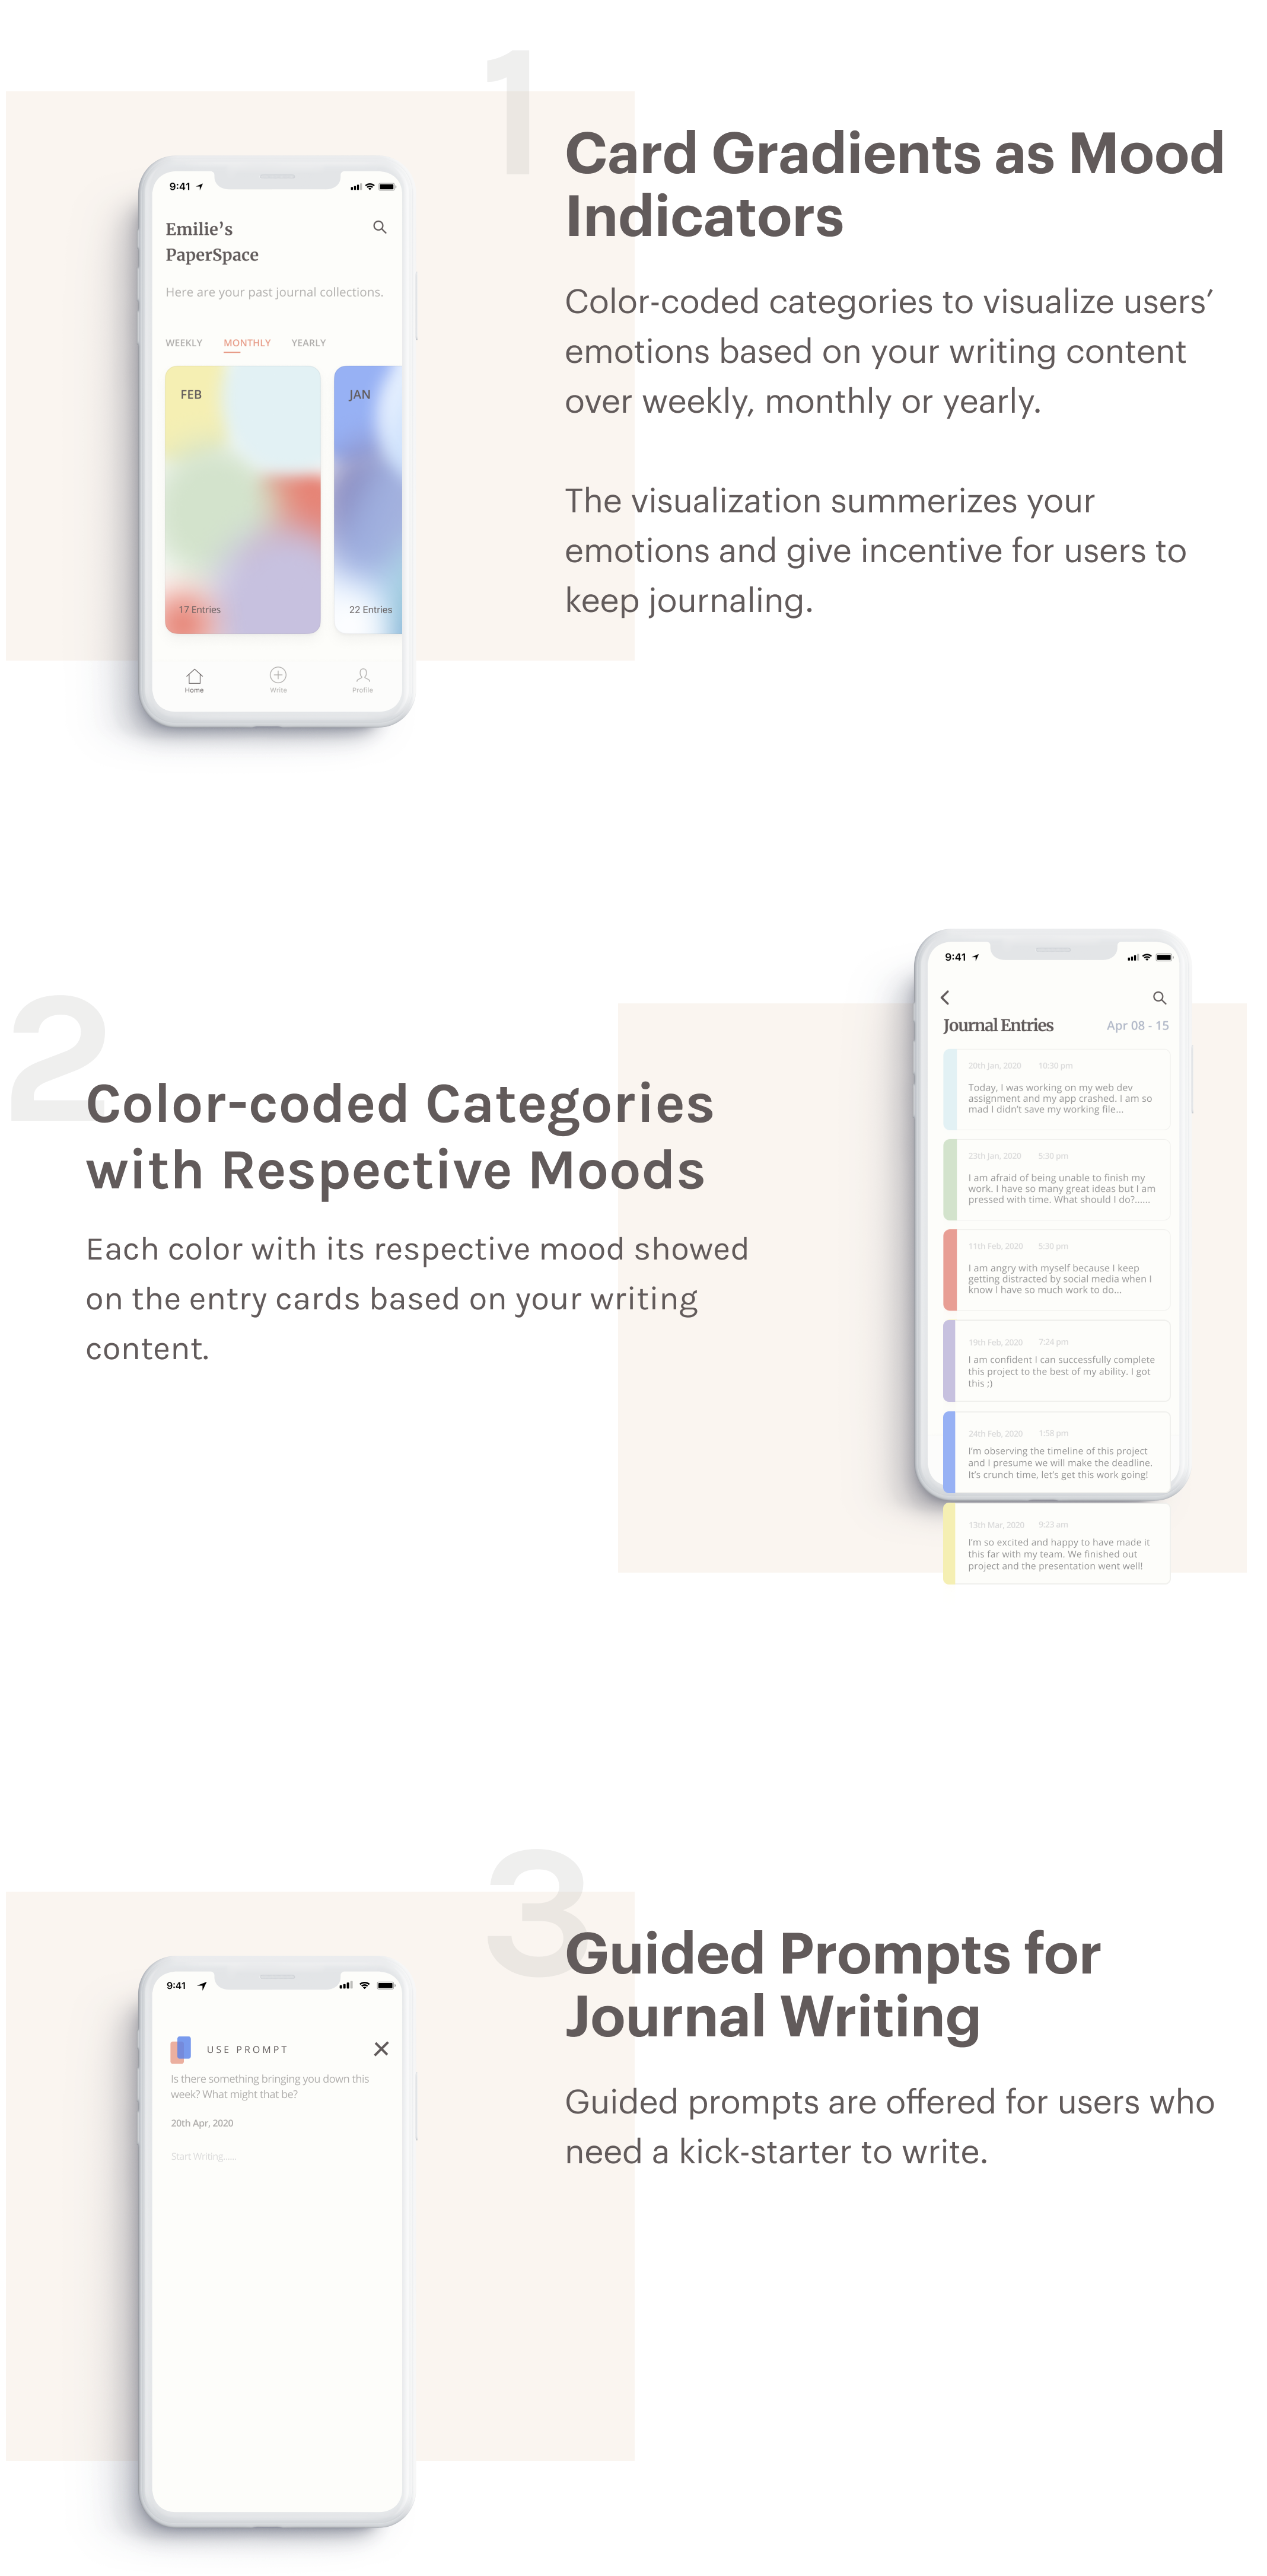 1
Card Gradients as Mood
Indicators
Color-coded categories to visualize users’
emotions based on your writing content
over weekly, monthly or yearly.
The visualization summerizes your
emotions and give incentive for users to
keep journaling.
9:41
Emilie’s
PaperSpace
Here are your past journal collections.
WEEKLY MONTHLY YEARLY
FEB JAN
17 Entries 22 Entries
Home Write Profile
2
Color-coded Categories
with Respective Moods
Each color with its respective mood showed
on the entry cards based on your writing
content.
9:41
Journal Entries Apr 08 - 15
20th Jan, 2020 10:30 pm
Today, I was working on my web dev
assignment and my app crashed. I am so
mad I didn’t save my working file...
23th Jan, 2020 5:30 pm
I am afraid of being unable to finish my
work. I have so many great ideas but I am
pressed with time. What should I do?......
11th Feb, 2020 5:30 pm
I am angry with myself because I keep
getting distracted by social media when I
know I have so much work to do...
19th Feb, 2020 7:24 pm
I am confident I can successfully complete
this project to the best of my ability. I got
this ;)
24th Feb, 2020 1:58 pm
I’m observing the timeline of this project
and I presume we will make the deadline.
It’s crunch time, let’s get this work going!
13th Mar, 2020 9:23 am
I’m so excited and happy to have made it
this far with my team. We finished out
project and the presentation went well!
3
Guided Prompts for
Journal Writing
Guided prompts are offered for users who
need a kick-starter to write.
9:41
USE PROMPT
Is there something bringing you down this
week? What might that be?
20th Apr, 2020
Start Writing......